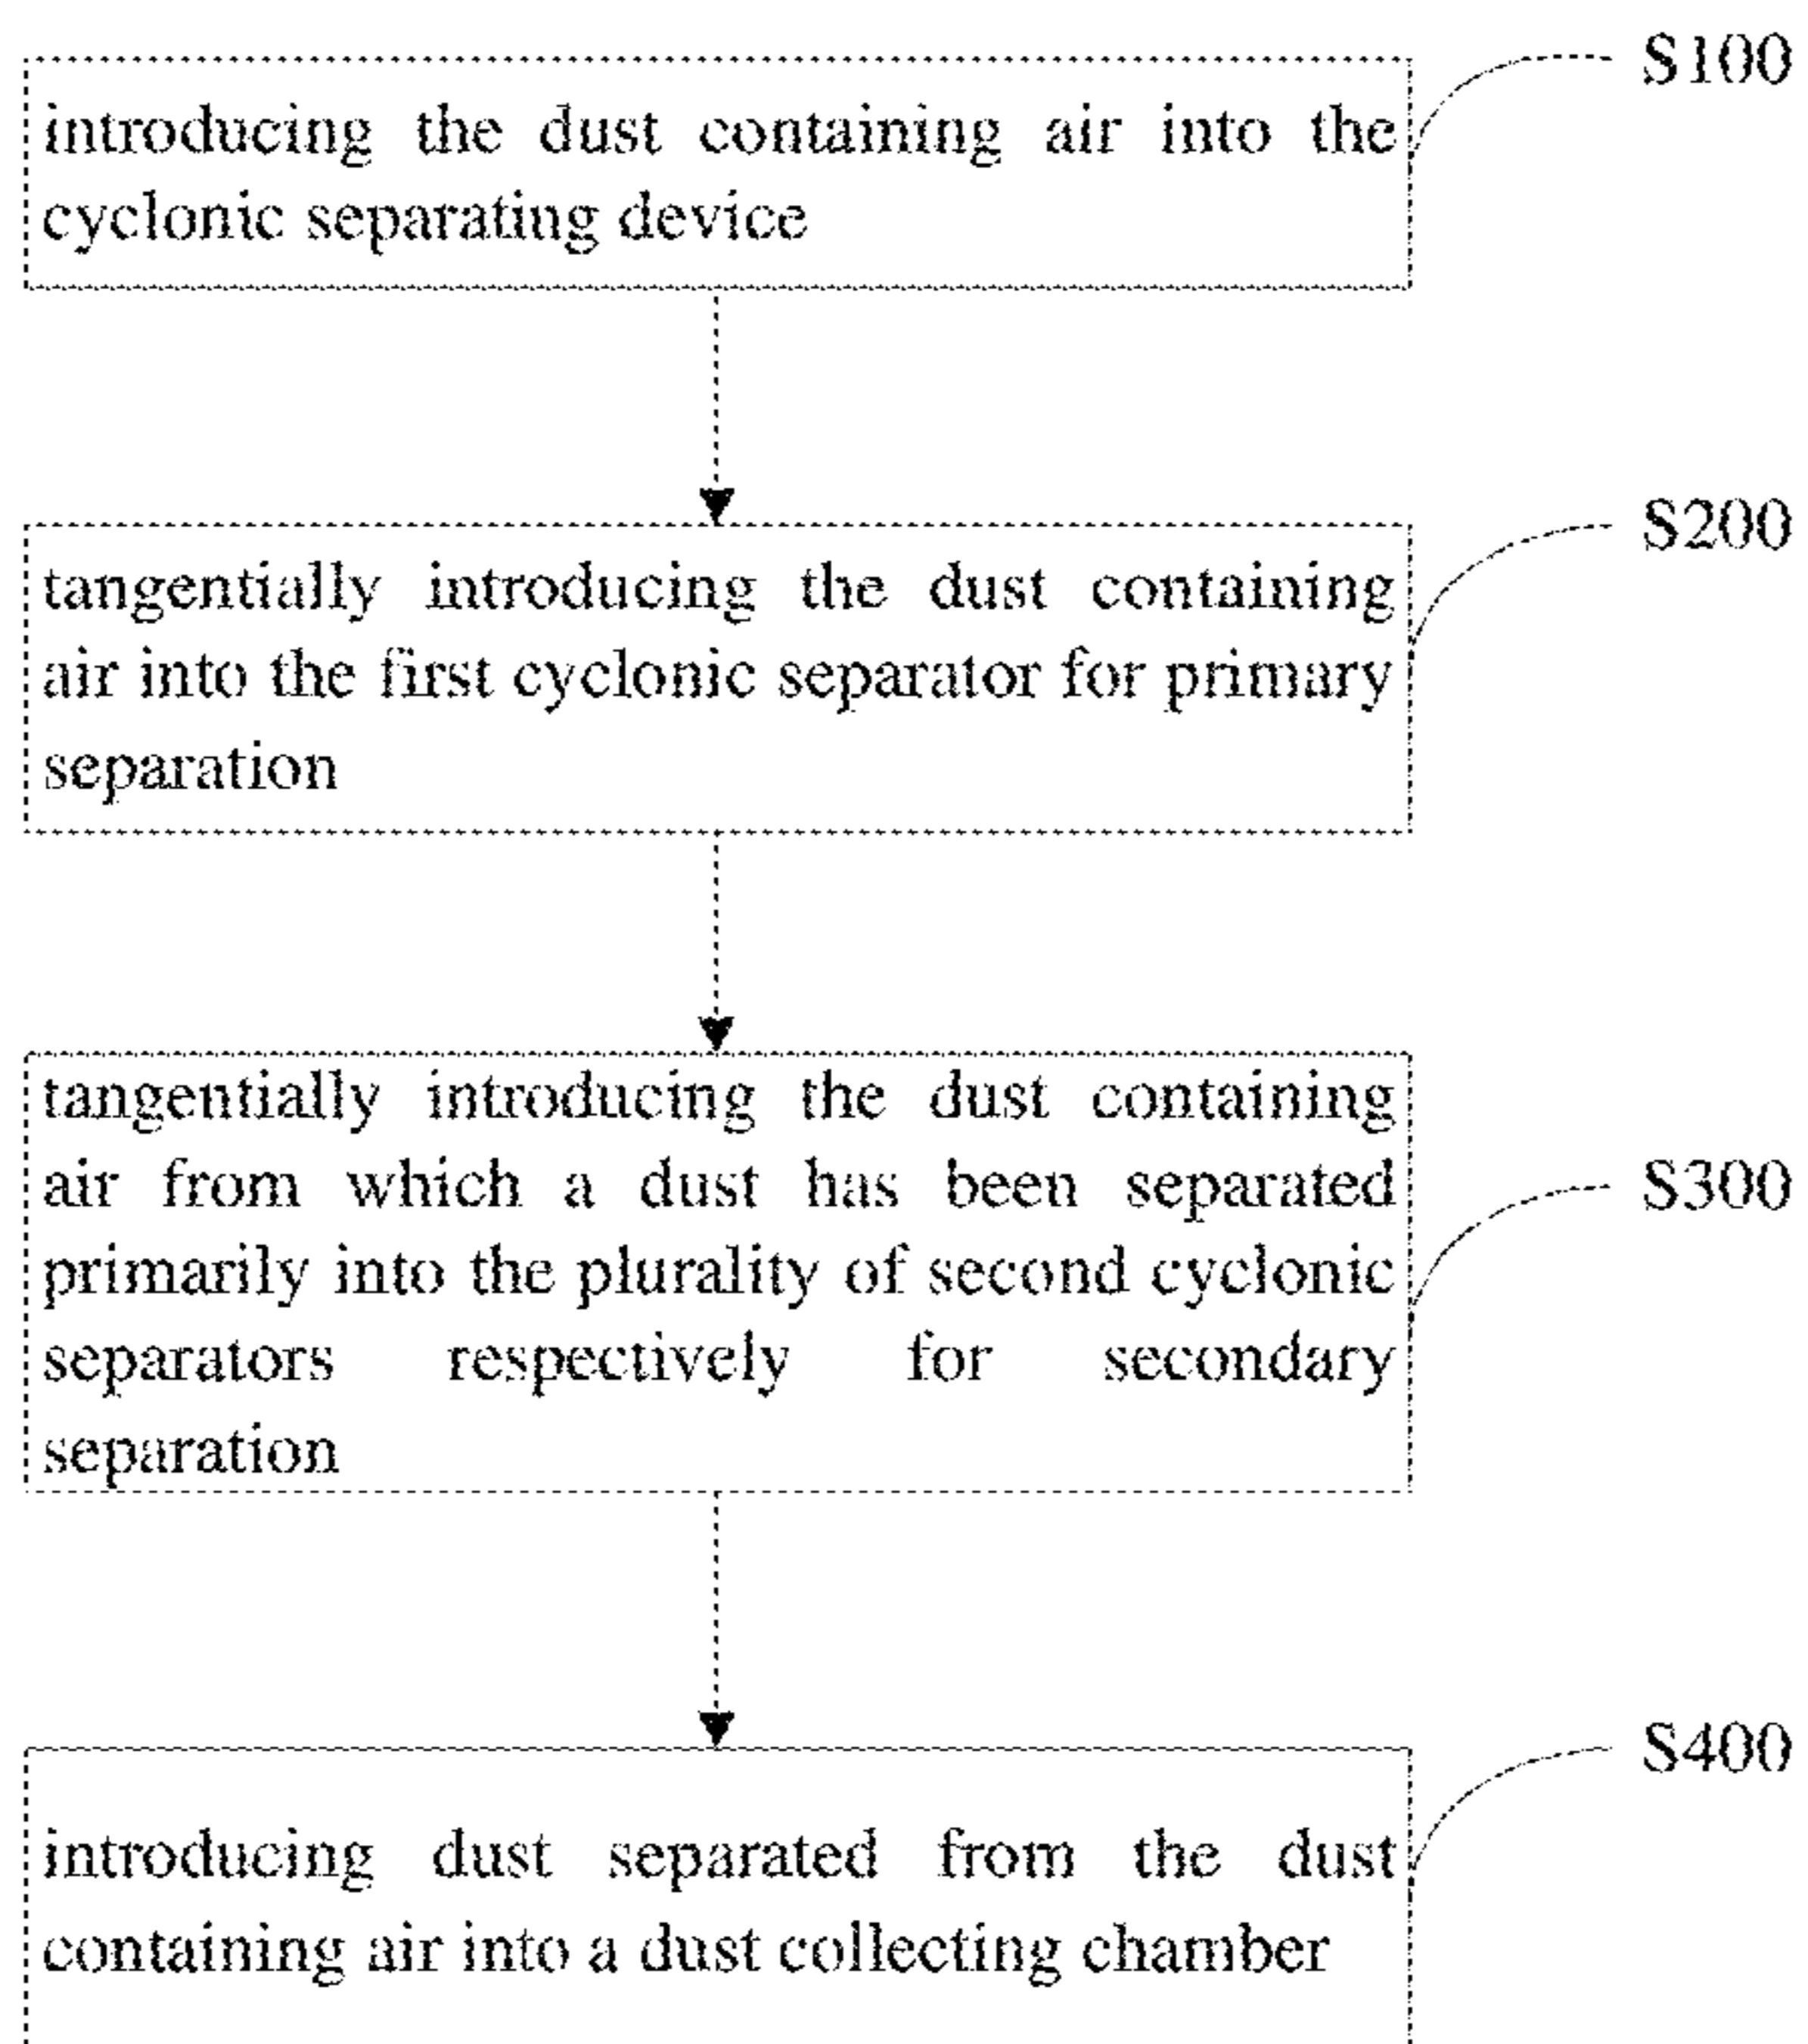 S100
introducing the dust containing air into the
cyclonic separating device
S200
tangentially introducing the dust containing
air into the first cyclonic separator for primary
separation
S300
tangentially introducing the dust containing
air from which a dust has been separated
primarily into the plurality of second cyclonic
separators respectively for secondary
separation
S400
introducing dust separated from the dust
containing air into a dust collecting chamber